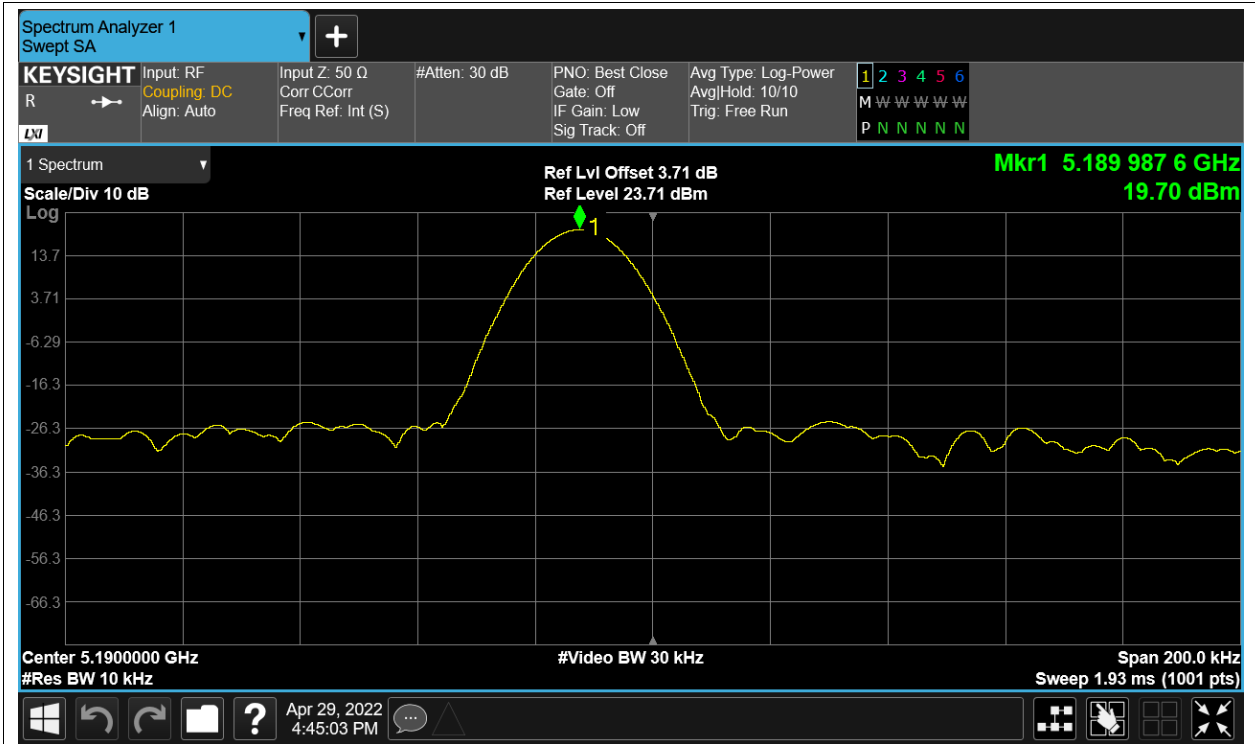 Spectrum Analyzer 1
Swept SA
KEYSIGHT
R
LXI
Input: RF
Coupling: DC
Align: Auto
Input Z: 50 Ω
Corr CCorr
Freq Ref: Int (S)
#Atten: 30 dB
PNO: Best Close
Gate: Off
IF Gain: Low
Sig Track: Off
Avg Type: Log-Power
Avg|Hold: 10/10
Trig: Free Run
1 2 3 4 5 6
M W W W W W
P N N N N N
1 Spectrum
Scale/Div 10 dB
Log
Ref Lvl Offset 3.71 dB
Ref Level 23.71 dBm
Mkr1 5.189 987 6 GHz
19.70 dBm
1
13.7
3.71
-6.29
-16.3
-26.3
-36.3
-46.3
-56.3
-66.3
Center 5.1900000 GHz
#Video BW 30 kHz
Span 200.0 kHz
#Res BW 10 kHz
Sweep 1.93 ms (1001 pts)
?
Apr 29, 2022
4:45:03 PM